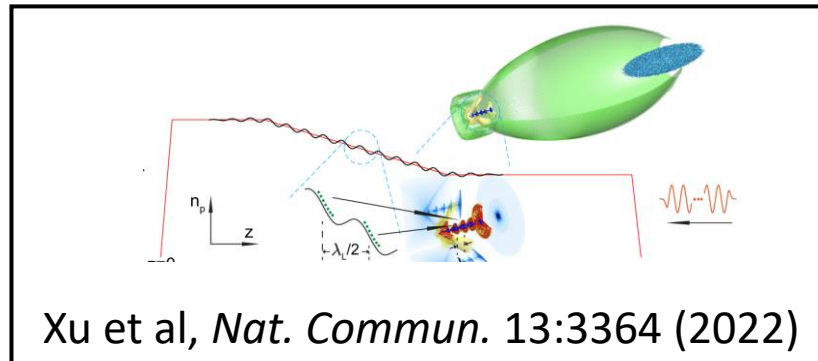 n_p
z
λ_L/2
Xu et al, Nat. Commun. 13:3364 (2022)